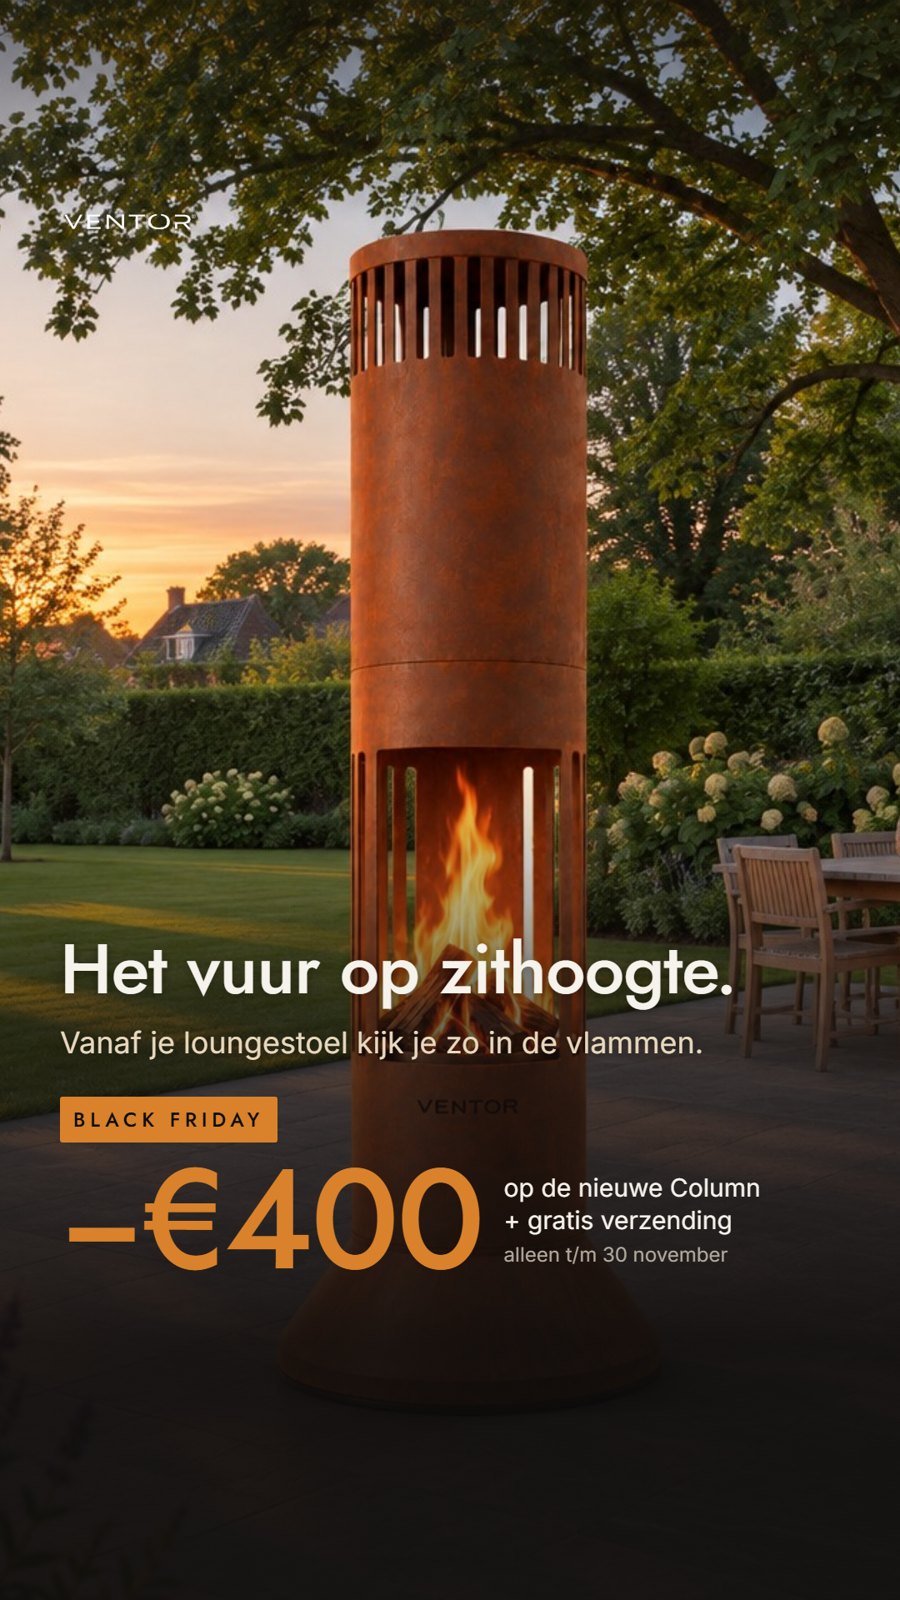 VENTOR
Het vuur op zithoogte.
Vanaf je loungestoel kijk je zo in de vlammen.
VENTOR
BLACK FRIDAY
–€400
op de nieuwe Column
+ gratis verzending
alleen t/m 30 november